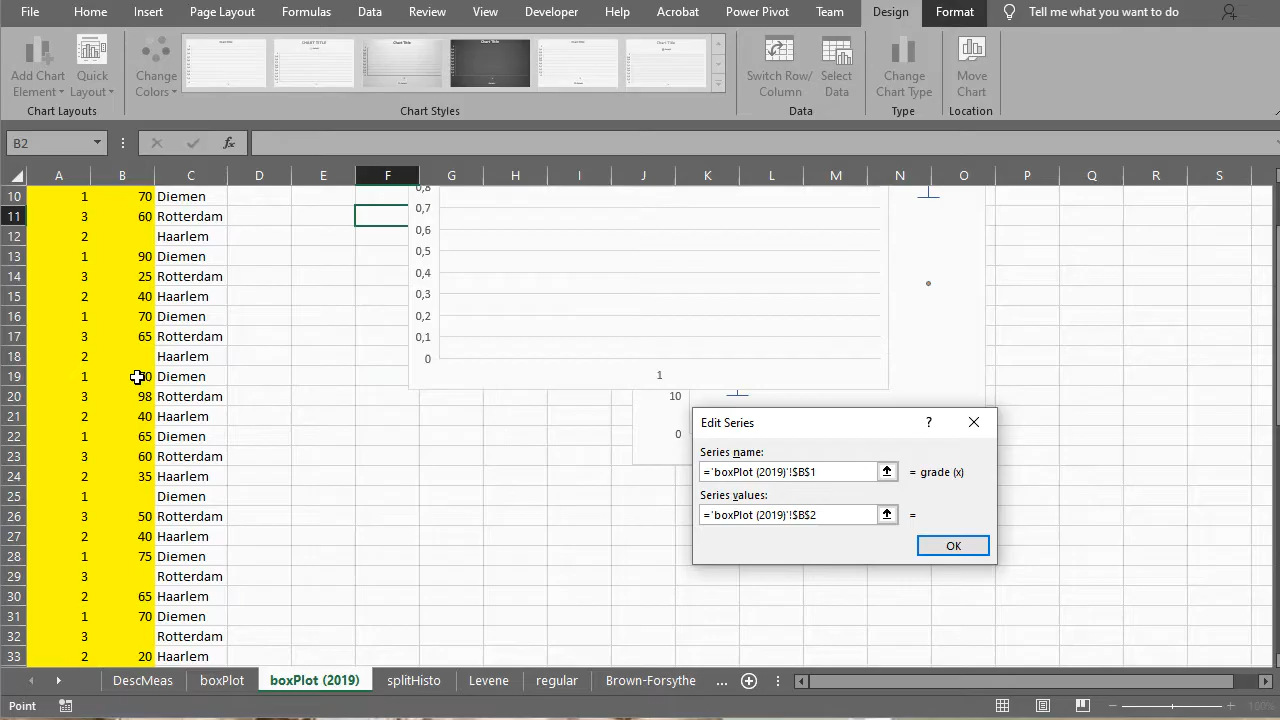 File Home Insert Page Layout Formulas Data Review View Developer Help Acrobat Power Pivot Team Design Format Tell me what you want to do
Add Chart Element
Quick Layout
Change Colors
Switch Row/ Column
Select Data
Change Chart Type
Move Chart
Chart Layouts Chart Styles Data Type Location
B2 fx
A B C D E F G H I J K L M N O P Q R S
10 1 70 Diemen
11 3 60 Rotterdam
12 2 Haarlem
13 1 90 Diemen
14 3 25 Rotterdam
15 2 40 Haarlem
16 1 70 Diemen
17 3 65 Rotterdam
18 2 Haarlem
19 1 Diemen
20 3 98 Rotterdam
21 2 40 Haarlem
22 1 65 Diemen
23 3 60 Rotterdam
24 2 35 Haarlem
25 1 Diemen
26 3 50 Rotterdam
27 2 40 Haarlem
28 1 75 Diemen
29 3 Rotterdam
30 2 65 Haarlem
31 1 70 Diemen
32 3 Rotterdam
33 2 20 Haarlem
0,8
0,7
0,6
0,5
0,4
0,3
0,2
0,1
0
1
10
0
Edit Series ?
Series name:
='boxPlot (2019)'!$B$1 = grade (x)
Series values:
='boxPlot (2019)'!$B$2 =
OK
DescMeas boxPlot boxPlot (2019) splitHisto Levene regular Brown-Forsythe ...
Point 100%